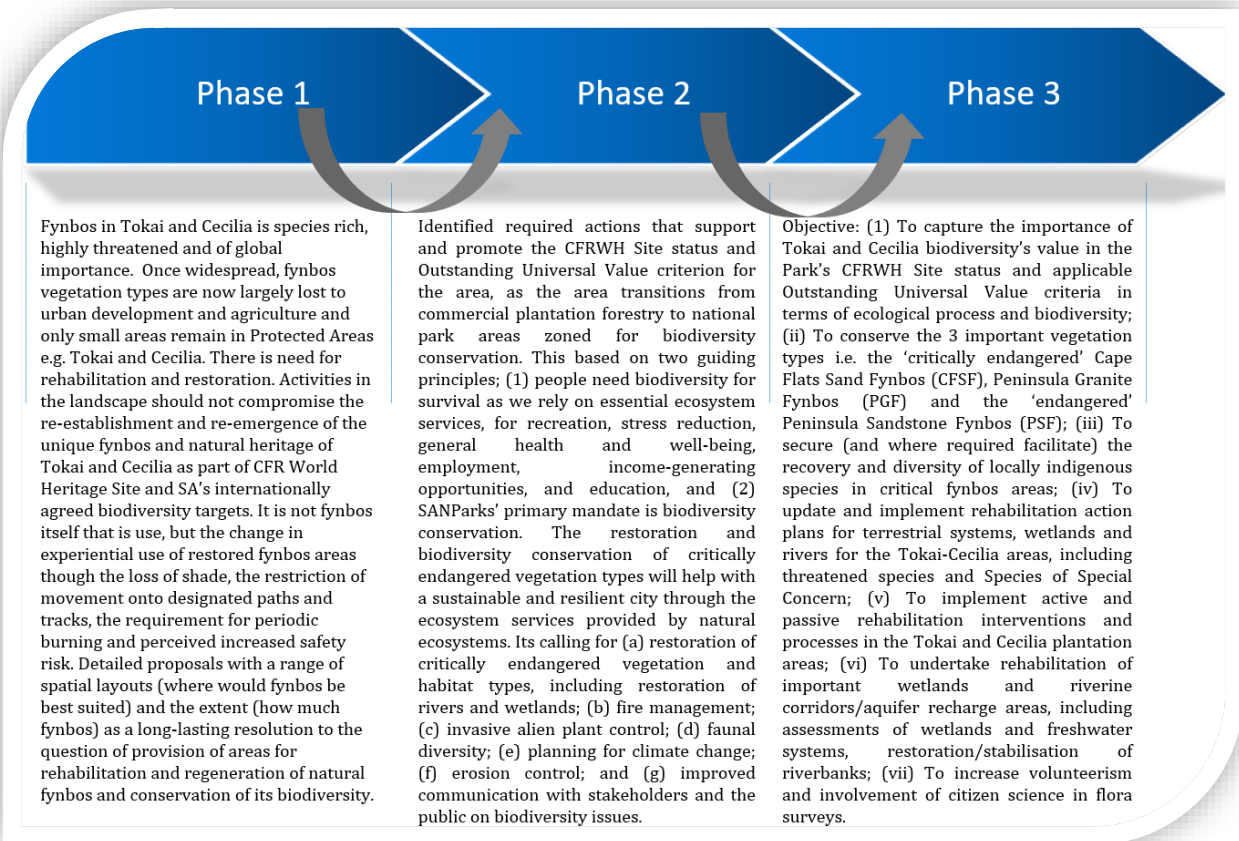 Phase 1
Phase 2
Phase 3
Fynbos in Tokai and Cecilia is species rich,
highly threatened and of global
importance.  Once widespread, fynbos
vegetation types are now largely lost to
urban development and agriculture and
only small areas remain in Protected Areas
e.g. Tokai and Cecilia. There is need for
rehabilitation and restoration. Activities in
the landscape should not compromise the
re-establishment and re-emergence of the
unique fynbos and natural heritage of
Tokai and Cecilia as part of CFR World
Heritage Site and SA’s internationally
agreed biodiversity targets. It is not fynbos
itself that is use, but the change in
experiential use of restored fynbos areas
though the loss of shade, the restriction of
movement onto designated paths and
tracks, the requirement for periodic
burning and perceived increased safety
risk. Detailed proposals with a range of
spatial layouts (where would fynbos be
best suited) and the extent (how much
fynbos) as a long-lasting resolution to the
question of provision of areas for
rehabilitation and regeneration of natural
fynbos and conservation of its biodiversity.
Identified required actions that support
and promote the CFRWH Site status and
Outstanding Universal Value criterion for
the area, as the area transitions from
commercial plantation forestry to national
park areas zoned for biodiversity
conservation. This based on two guiding
principles; (1) people need biodiversity for
survival as we rely on essential ecosystem
services, for recreation, stress reduction,
general health and well-being,
employment, income-generating
opportunities, and education, and (2)
SANParks’ primary mandate is biodiversity
conservation. The restoration and
biodiversity conservation of critically
endangered vegetation types will help with
a sustainable and resilient city through the
ecosystem services provided by natural
ecosystems. Its calling for (a) restoration of
critically endangered vegetation and
habitat types, including restoration of
rivers and wetlands; (b) fire management;
(c) invasive alien plant control; (d) faunal
diversity; (e) planning for climate change;
(f) erosion control; and (g) improved
communication with stakeholders and the
public on biodiversity issues.
Objective: (1) To capture the importance of
Tokai and Cecilia biodiversity’s value in the
Park’s CFRWH Site status and applicable
Outstanding Universal Value criteria in
terms of ecological process and biodiversity;
(ii) To conserve the 3 important vegetation
types i.e. the ‘critically endangered’ Cape
Flats Sand Fynbos (CFSF), Peninsula Granite
Fynbos (PGF) and the ‘endangered’
Peninsula Sandstone Fynbos (PSF); (iii) To
secure (and where required facilitate) the
recovery and diversity of locally indigenous
species in critical fynbos areas; (iv) To
update and implement rehabilitation action
plans for terrestrial systems, wetlands and
rivers for the Tokai-Cecilia areas, including
threatened species and Species of Special
Concern; (v) To implement active and
passive rehabilitation interventions and
processes in the Tokai and Cecilia plantation
areas; (vi) To undertake rehabilitation of
important wetlands and riverine
corridors/aquifer recharge areas, including
assessments of wetlands and freshwater
systems, restoration/stabilisation of
riverbanks; (vii) To increase volunteerism
and involvement of citizen science in flora
surveys.